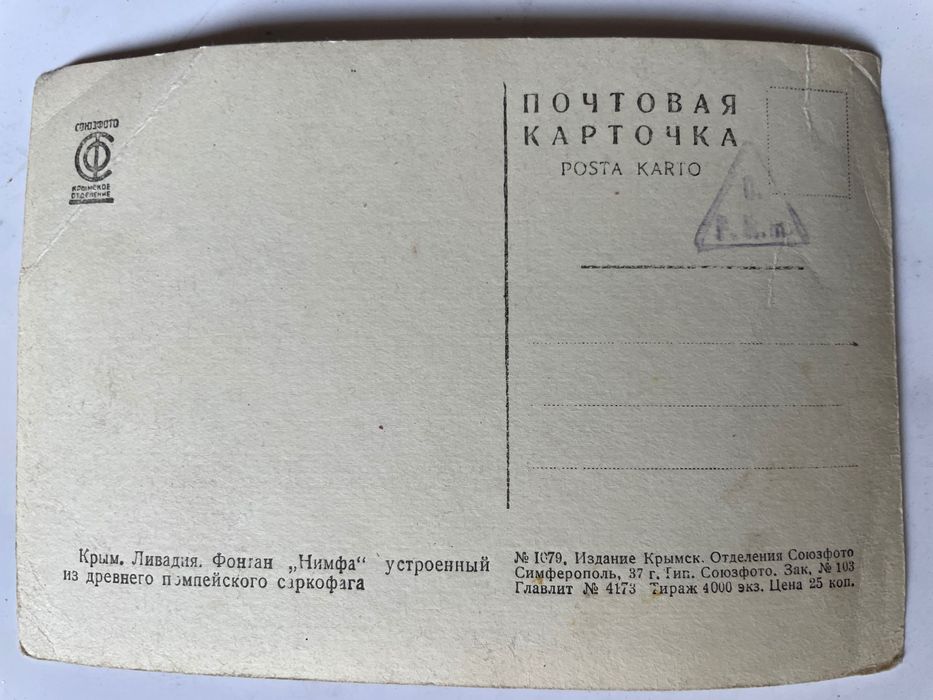 СОЮЗФОТО
СФ
КРЫМСКОЕ
ОТДЕЛЕНИЕ
ПОЧТОВАЯ
КАРТОЧКА
POSTA KARTO
Крым. Ливадия. Фонтан „Нимфа“ устроенный
из древнего помпейского саркофага
№ 1079. Издание Крымск. Отделения Союзфото
Симферополь, 37 г. Тип. Союзфото. Зак. № 103
Главлит № 4173 Тираж 4000 экз. Цена 25 коп.